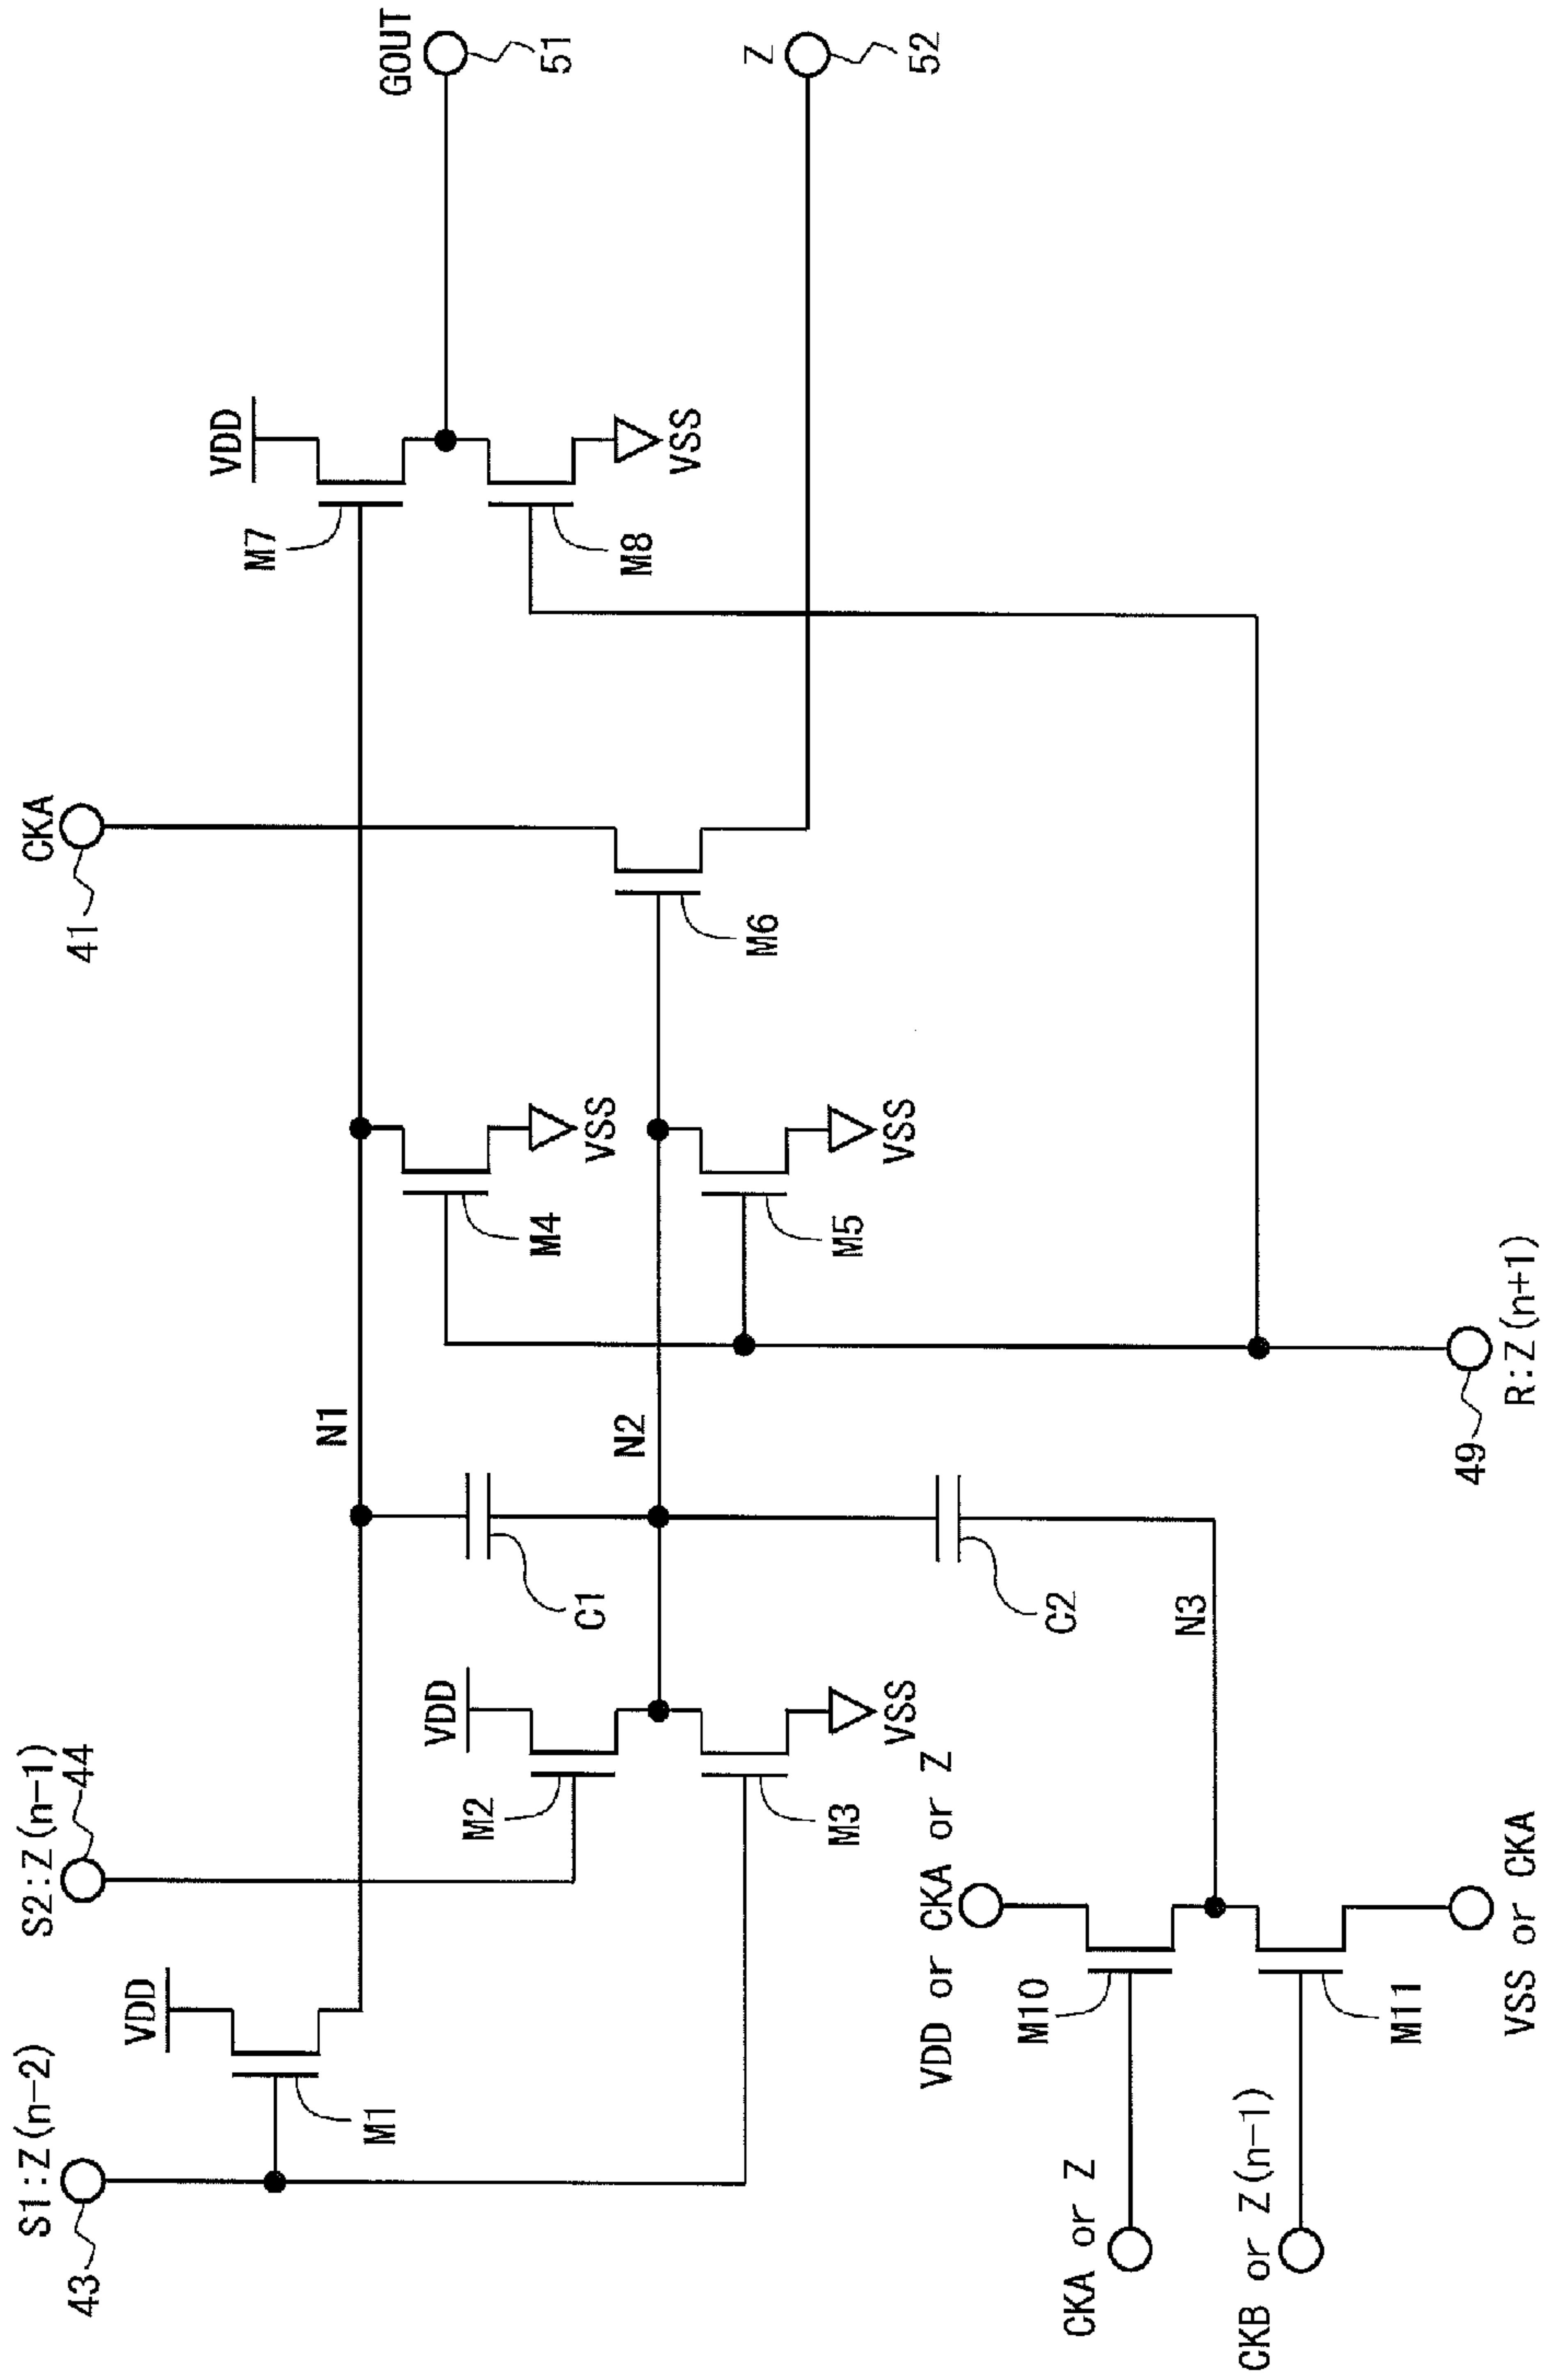 S1:Z(n-2)
43
S2:Z(n-1)
44
CKA
41
VDD
M1
VDD
M2
M3
VSS
N1
C1
N2
C2
N3
M4
VSS
M5
VSS
M6
VDD
M7
M8
VSS
GOUT
51
Z
52
VDD or CKA or Z
CKA or Z
M10
CKB or Z(n-1)
M11
VSS or CKA
49
R:Z(n+1)